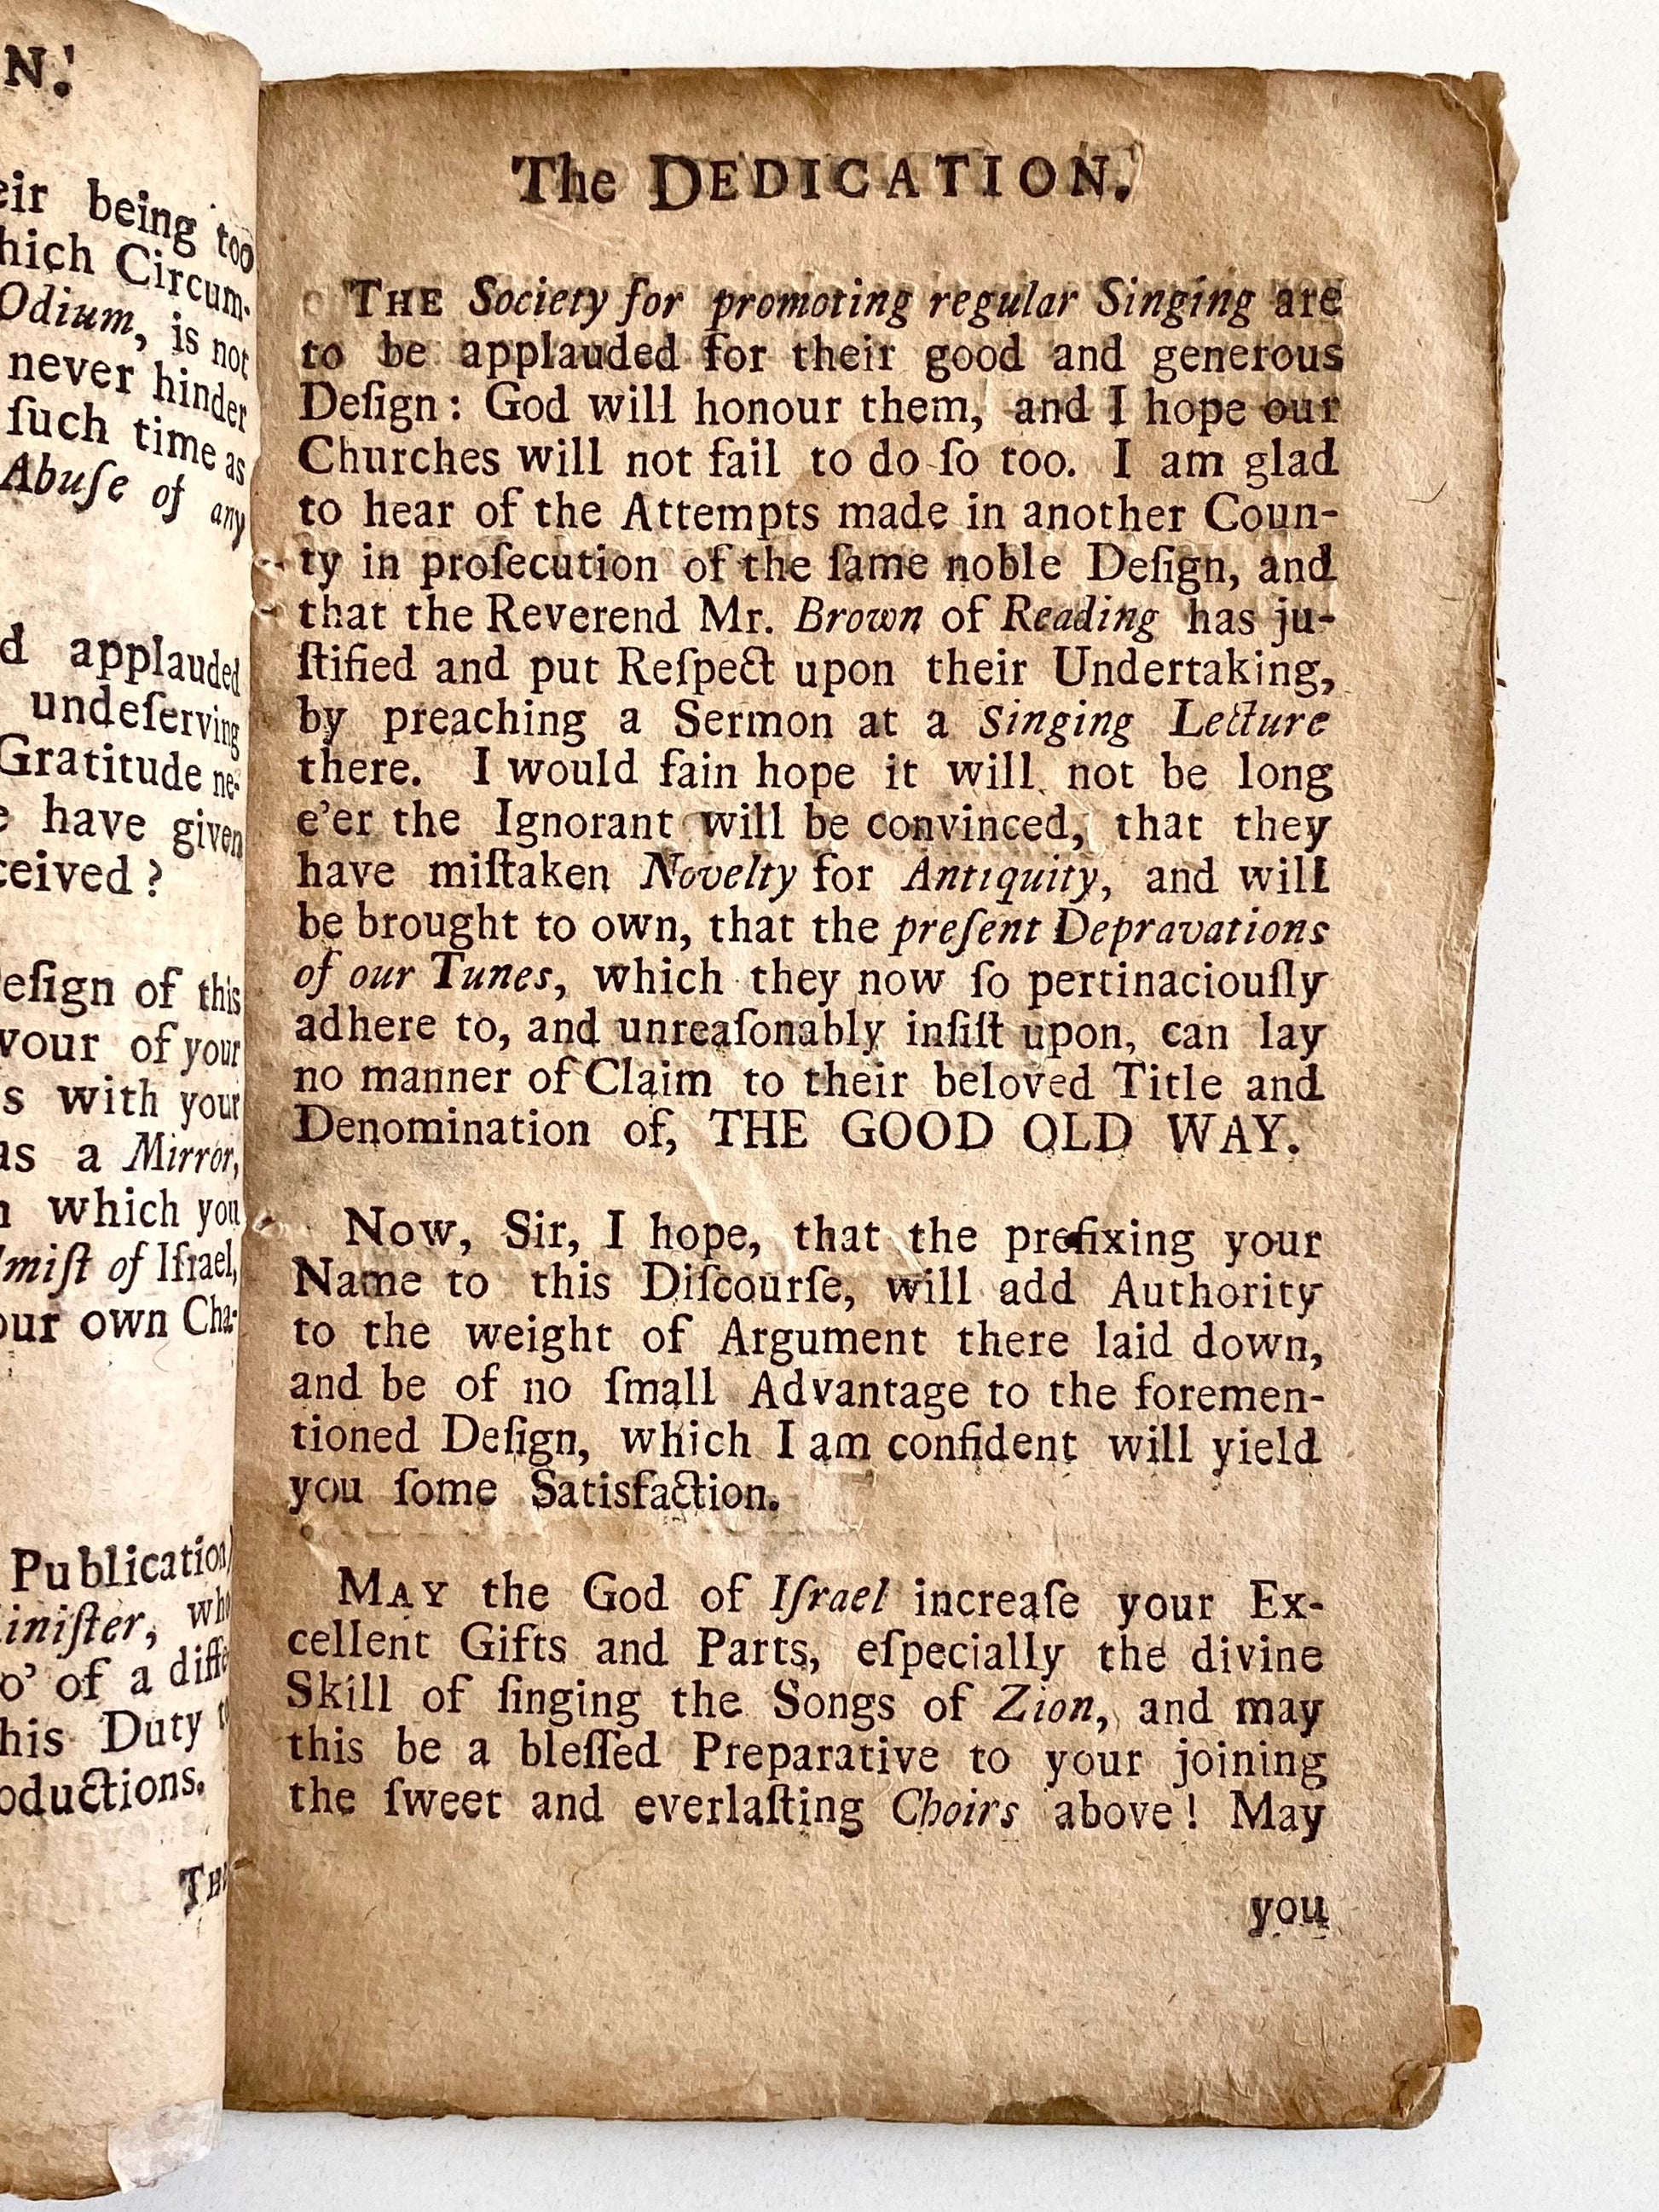 N.
eir being too
hich Circum-
Odium, is not
never hinder
ſuch time as
Abuſe of any
d applauded
undeſerving
Gratitude ne-
e have given
ceived ?
eſign of this
vour of your
s with your
as a Mirror,
n which you
lmiſt of Iſrael,
our own Cha-
Publication
iniſter, who
o' of a diffe
his Duty to
oductions.
THE
The DEDICATION.
THE Society for promoting regular Singing are
to be applauded for their good and generous
Deſign : God will honour them, and I hope our
Churches will not fail to do ſo too. I am glad
to hear of the Attempts made in another Coun-
ty in proſecution of the ſame noble Deſign, and
that the Reverend Mr. Brown of Reading has ju-
ſtified and put Reſpect upon their Undertaking,
by preaching a Sermon at a Singing Lecture
there. I would fain hope it will not be long
e'er the Ignorant will be convinced, that they
have miſtaken Novelty for Antiquity, and will
be brought to own, that the preſent Depravations
of our Tunes, which they now ſo pertinaciouſly
adhere to, and unreaſonably inſiſt upon, can lay
no manner of Claim to their beloved Title and
Denomination of, THE GOOD OLD WAY.
NOW, Sir, I hope, that the prefixing your
Name to this Diſcourſe, will add Authority
to the weight of Argument there laid down,
and be of no ſmall Advantage to the foremen-
tioned Deſign, which I am confident will yield
you ſome Satisfaction.
MAY the God of Iſrael increaſe your Ex-
cellent Gifts and Parts, eſpecially the divine
Skill of ſinging the Songs of Zion, and may
this be a bleſſed Preparative to your joining
the ſweet and everlaſting Choirs above ! May
you